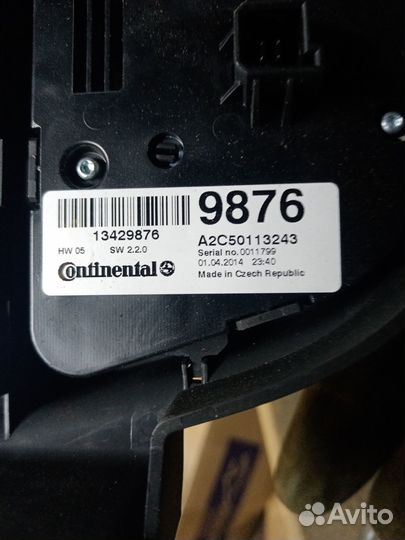 13429876
HW 05 SW 2.2.0
Continental
9876
A2C50113243
Serial no.0011799
01.04.2014 23:40
Made in Czech Republic
Avito